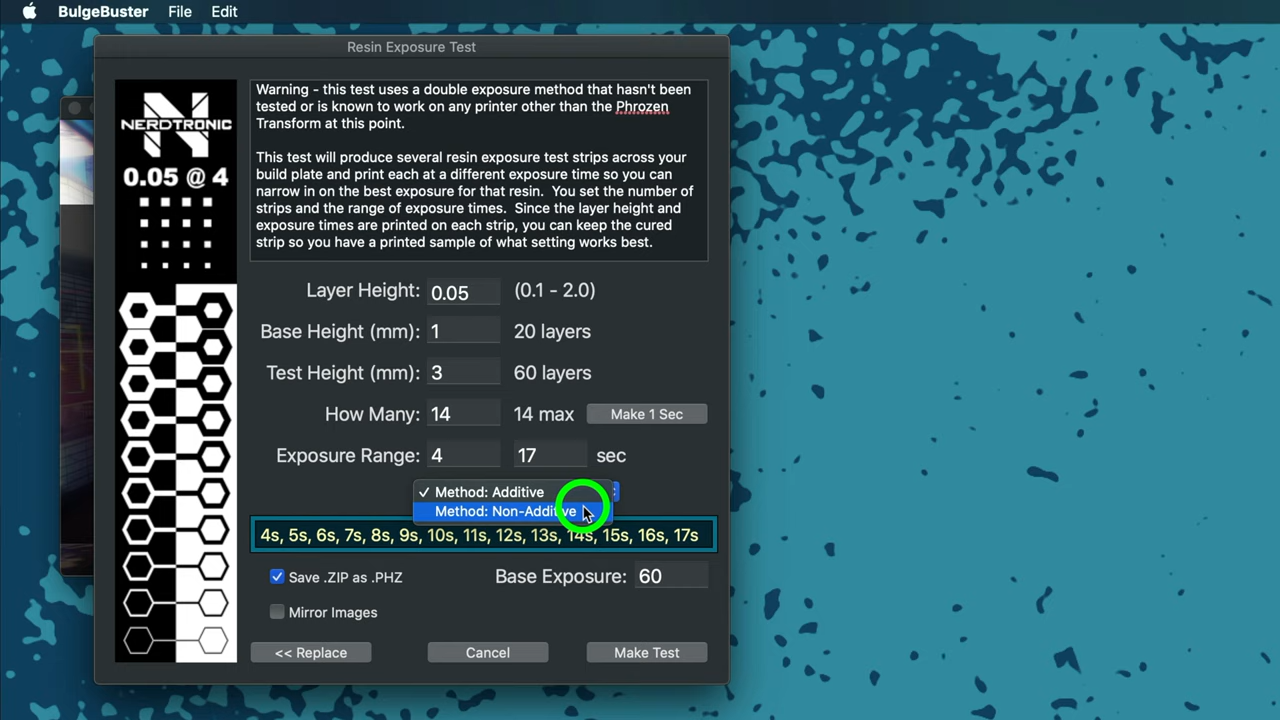 BulgeBuster File Edit
Resin Exposure Test
NERDTRONIC
0.05 @ 4
Warning - this test uses a double exposure method that hasn't been
tested or is known to work on any printer other than the Phrozen
Transform at this point.
This test will produce several resin exposure test strips across your
build plate and print each at a different exposure time so you can
narrow in on the best exposure for that resin. You set the number of
strips and the range of exposure times. Since the layer height and
exposure times are printed on each strip, you can keep the cured
strip so you have a printed sample of what setting works best.
Layer Height: 0.05 (0.1 - 2.0)
Base Height (mm): 1 20 layers
Test Height (mm): 3 60 layers
How Many: 14 14 max Make 1 Sec
Exposure Range: 4 17 sec
✓ Method: Additive
Method: Non-Additive
4s, 5s, 6s, 7s, 8s, 9s, 10s, 11s, 12s, 13s, 14s, 15s, 16s, 17s
Save .ZIP as .PHZ Base Exposure: 60
Mirror Images
<< Replace Cancel Make Test